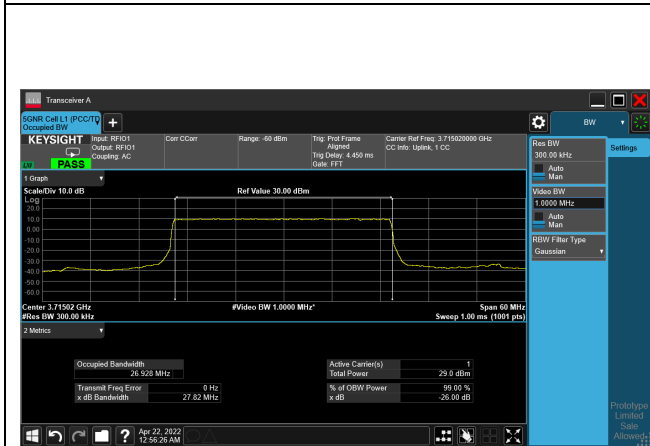 Transceiver A
5GNR Cell L1 (PCC/TQ
Occupied BW
KEYSIGHT
LW
PASS
Input: RFIO1
Output: RFIO1
Coupling: AC
Corr CCorr
Range: -60 dBm
Trig: Prot Frame
Aligned
Trig Delay: 4.450 ms
Gate: FFT
Carrier Ref Freq: 3.715020000 GHz
CC Info: Uplink, 1 CC
1 Graph
Scale/Div 10.0 dB
Ref Value 30.00 dBm
Log
20.0
10.0
0.00
-10.0
-20.0
-30.0
-40.0
-50.0
-60.0
Center 3.71502 GHz
#Video BW 1.0000 MHz*
Span 60 MHz
#Res BW 300.00 kHz
Sweep 1.00 ms (1001 pts)
2 Metrics
Occupied Bandwidth
26.928 MHz
Transmit Freq Error 0 Hz
x dB Bandwidth 27.82 MHz
Active Carrier(s) 1
Total Power 29.0 dBm
% of OBW Power 99.00 %
x dB -26.00 dB
BW
Settings
Res BW
300.00 kHz
Auto
Man
Video BW
1.0000 MHz
Auto
Man
RBW Filter Type
Gaussian
Prototype
Limited
Sale
Allowed
?
Apr 22, 2022
12:56:26 AM